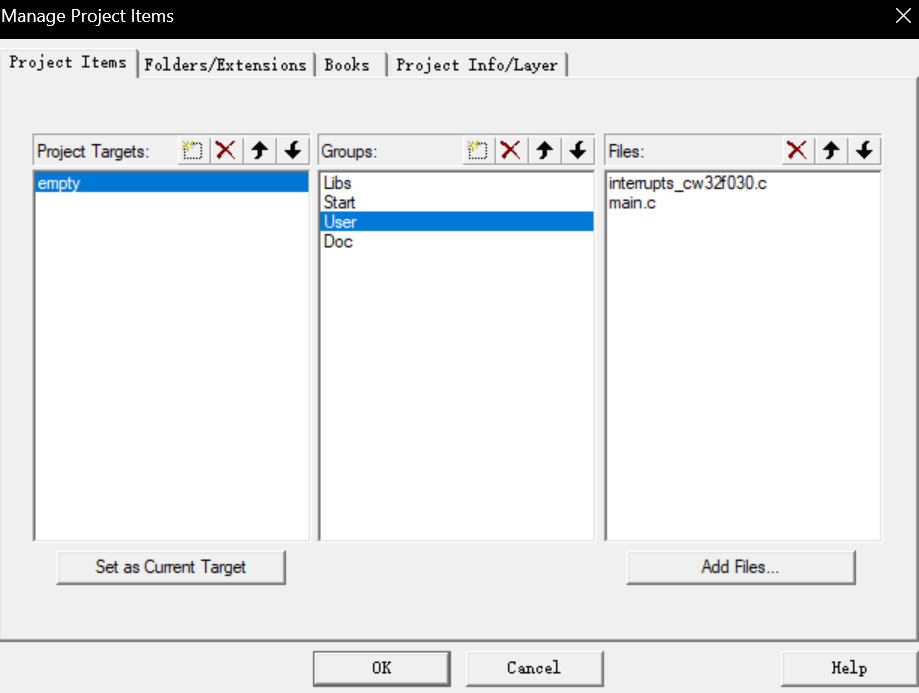 Manage Project Items
Project Items Folders/Extensions Books Project Info/Layer
Project Targets: Groups: Files:
empty
Libs
Start
User
Doc
interrupts_cw32f030.c
main.c
Set as Current Target Add Files...
OK Cancel Help